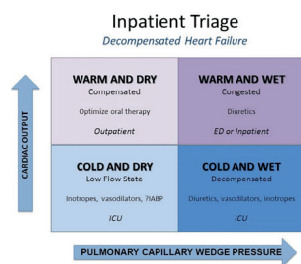 Inpatient Triage
Decompensated Heart Failure
WARM AND DRY
Compensated
Optimize oral therapy
Outpatient
WARM AND WET
Congested
Diuretics
ED or Inpatient
COLD AND DRY
Low Flow State
Inotropes, vasodilators, ?IABP
ICU
COLD AND WET
Decompensated
Diuretics, vasodilators, inotropes
ICU
CARDIAC OUTPUT
PULMONARY CAPILLARY WEDGE PRESSURE